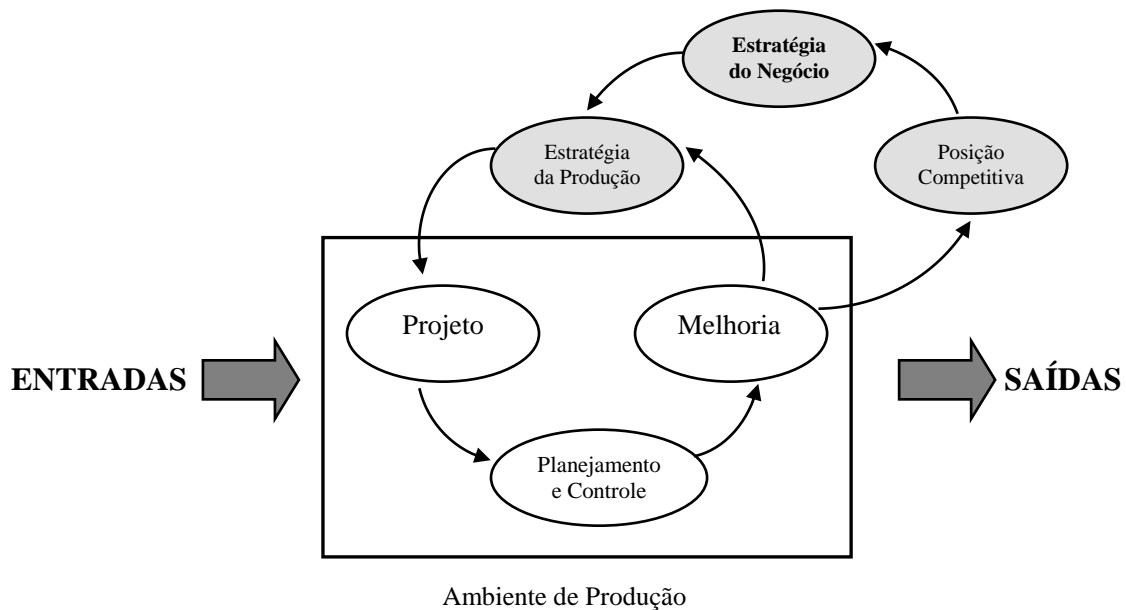 Estratégia
do Negócio
Estratégia
da Produção
Posição
Competitiva
Projeto
Melhoria
ENTRADAS
SAÍDAS
Planejamento
e Controle
Ambiente de Produção